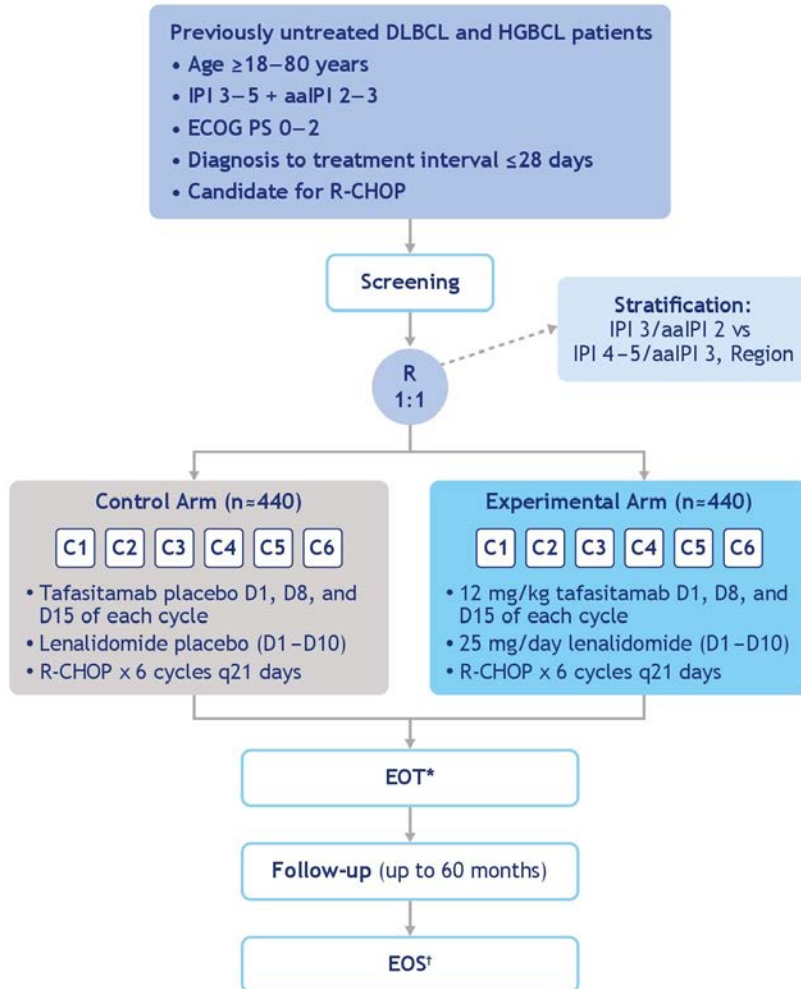 Previously untreated DLBCL and HGBCL patients
• Age ≥18–80 years
• IPI 3–5 + aaIPI 2–3
• ECOG PS 0–2
• Diagnosis to treatment interval ≤28 days
• Candidate for R-CHOP
Screening
Stratification:
IPI 3/aaIPI 2 vs
IPI 4–5/aaIPI 3, Region
R
1:1
Control Arm (n≈440)
C1 C2 C3 C4 C5 C6
• Tafasitamab placebo D1, D8, and
D15 of each cycle
• Lenalidomide placebo (D1–D10)
• R-CHOP x 6 cycles q21 days
Experimental Arm (n≈440)
C1 C2 C3 C4 C5 C6
• 12 mg/kg tafasitamab D1, D8, and
D15 of each cycle
• 25 mg/day lenalidomide (D1–D10)
• R-CHOP x 6 cycles q21 days
EOT*
Follow-up (up to 60 months)
EOS†